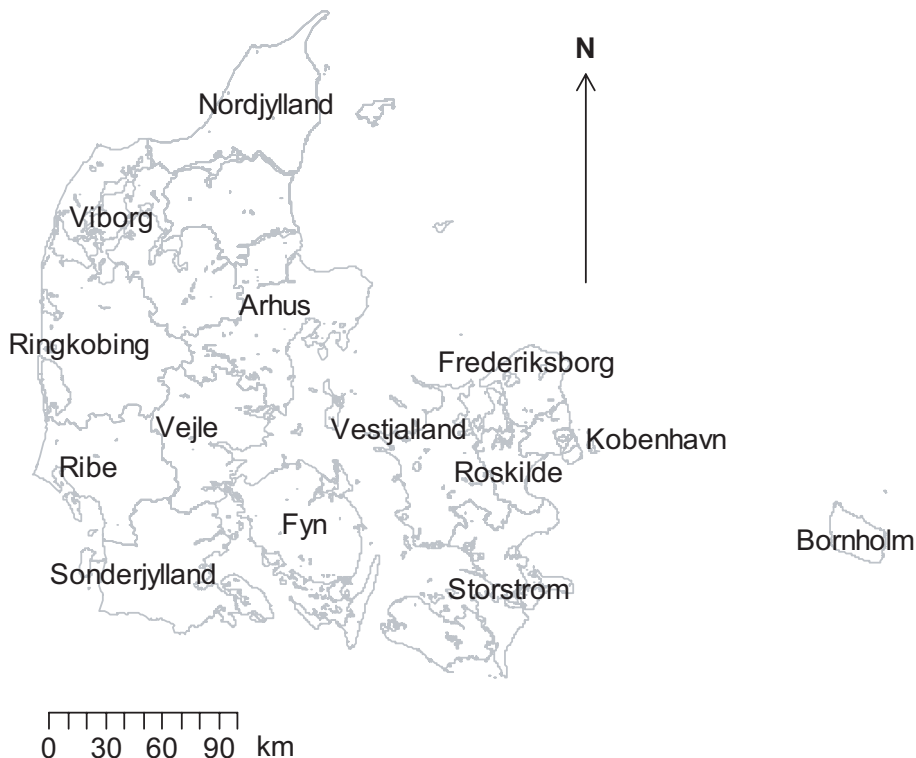 N
Nordjylland
Viborg
Arhus
Ringkobing
Frederiksborg
Vejle
Vestjalland
Kobenhavn
Ribe
Roskilde
Fyn
Bornholm
Sonderjylland
Storstrom
0 30 60 90 km